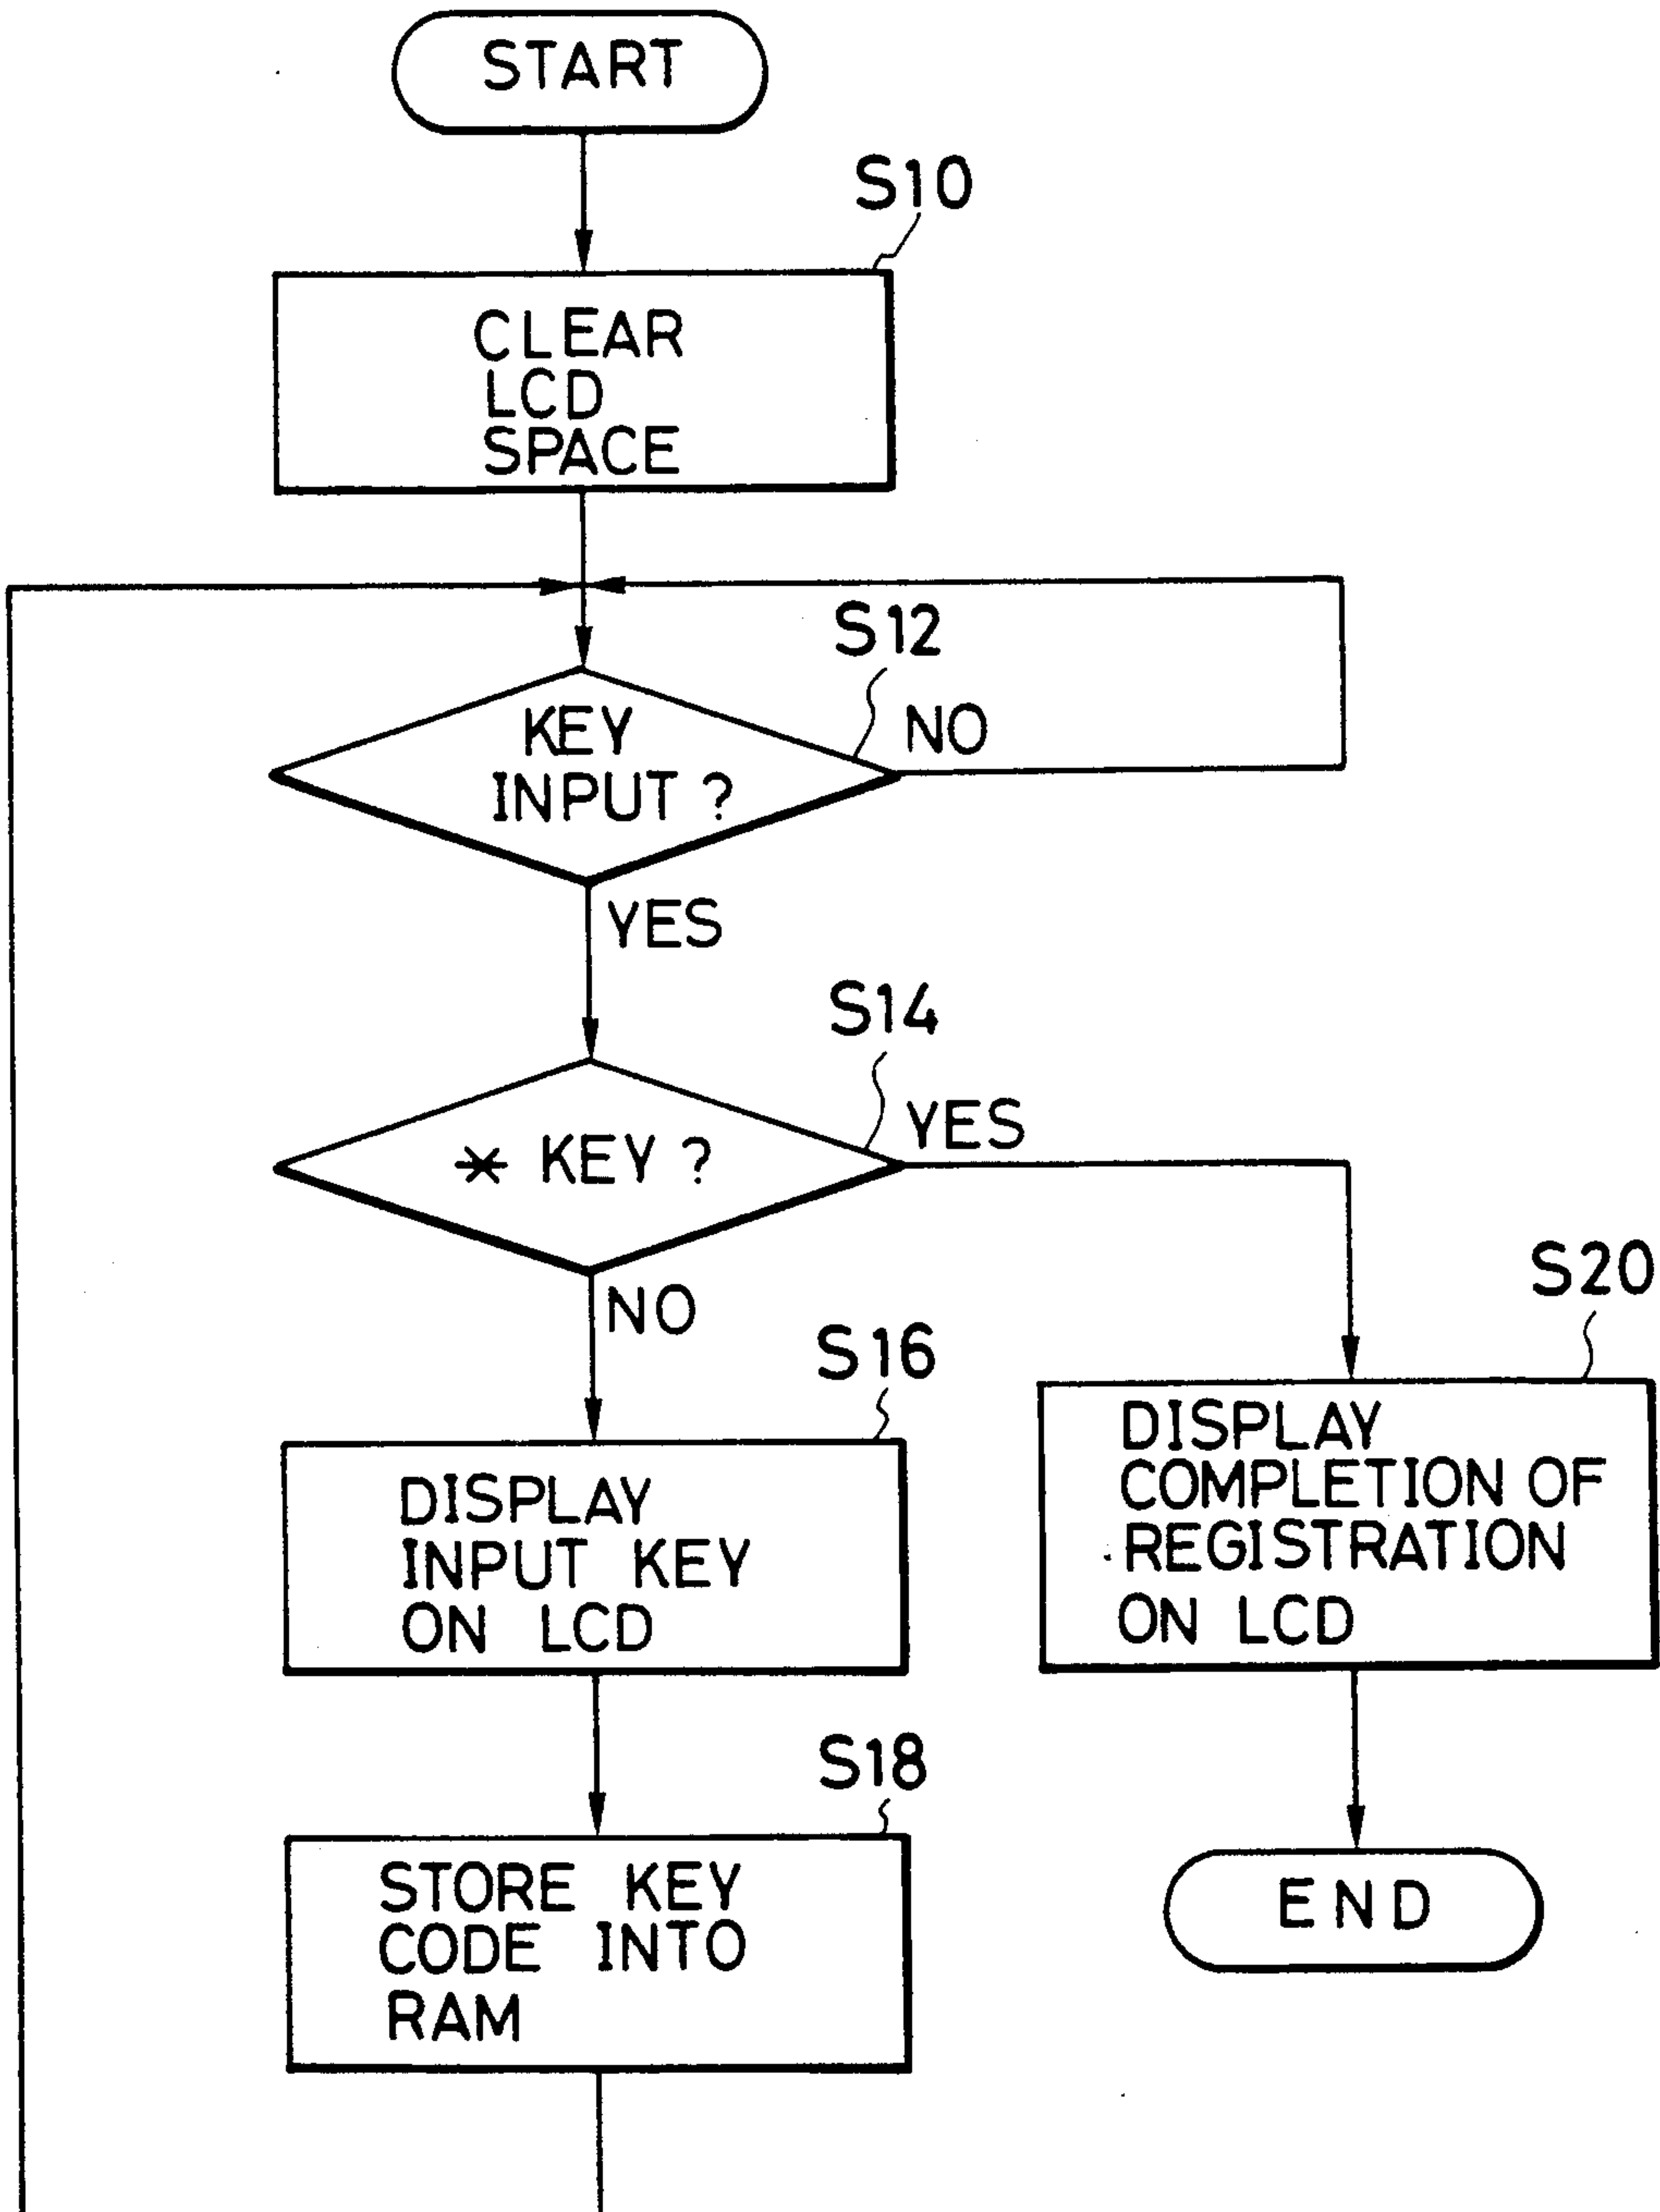 START
S10
CLEAR
LCD
SPACE
S12
KEY
INPUT ?
NO
YES
S14
* KEY ?
YES
NO
S16
DISPLAY
INPUT KEY
ON LCD
S20
DISPLAY
COMPLETION OF
REGISTRATION
ON LCD
S18
STORE KEY
CODE INTO
RAM
END